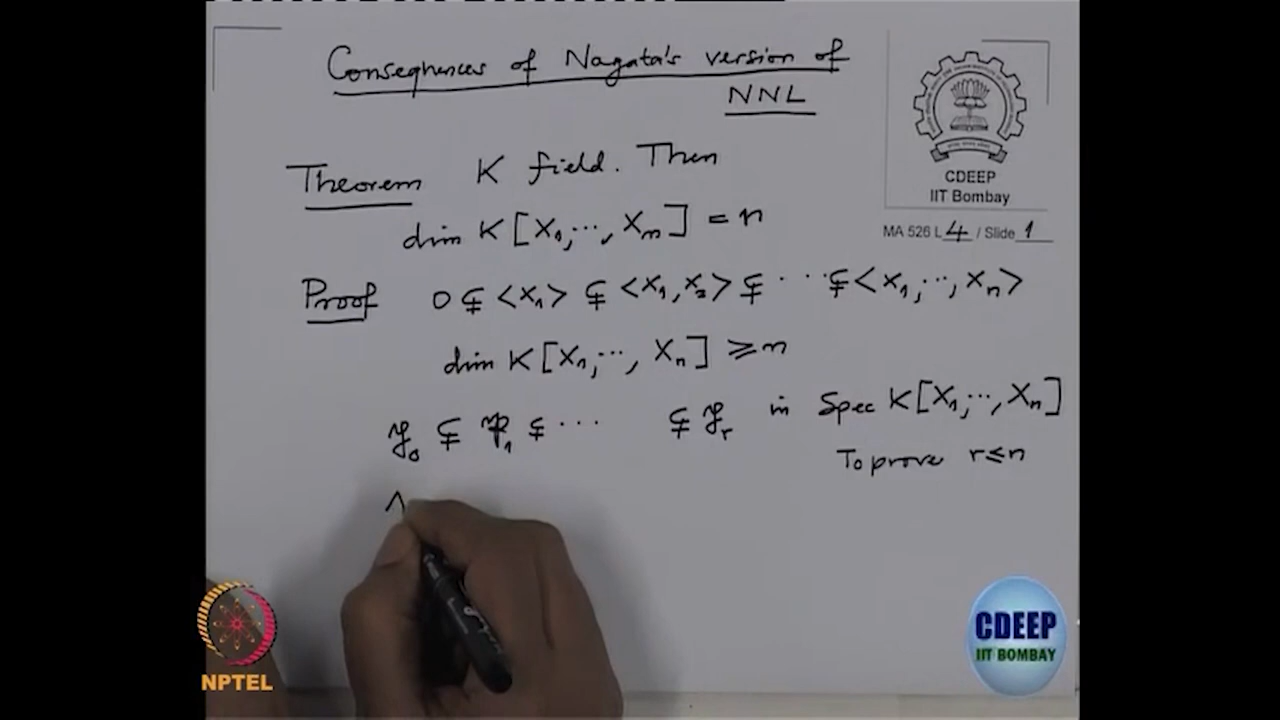 Consequences of Nagata's version of
NNL
CDEEP
IIT Bombay
MA 526 L 4 / Slide 1
Theorem K field. Then
dim K[X₁,⋯, Xₙ] = n
Proof 0 ⊊ <X₁> ⊊ <X₁, X₂> ⊊ ⋯ ⊊ <X₁,⋯, Xₙ>
dim K[X₁,⋯, Xₙ] ⩾ n
𝔭₀ ⊊ 𝔭₁ ⊊ ⋯ ⊊ 𝔭ᵣ in Spec K[X₁,⋯, Xₙ]
To prove r ≤ n
NPTEL
CDEEP
IIT BOMBAY